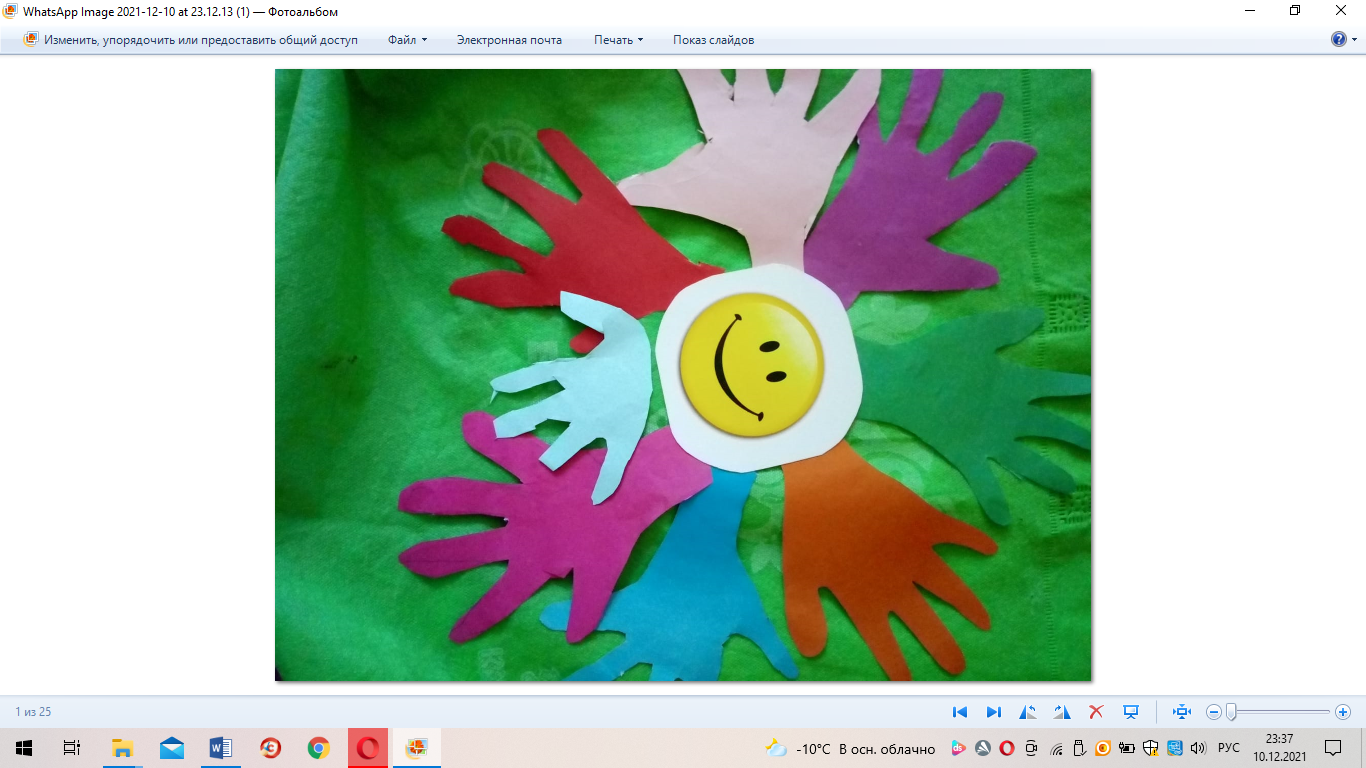 WhatsApp Image 2021-12-10 at 23.12.13 (1) — Фотоальбом
Изменить, упорядочить или предоставить общий доступ Файл Электронная почта Печать Показ слайдов
1 из 25
-10°C В осн. облачно
РУС
23:37
10.12.2021